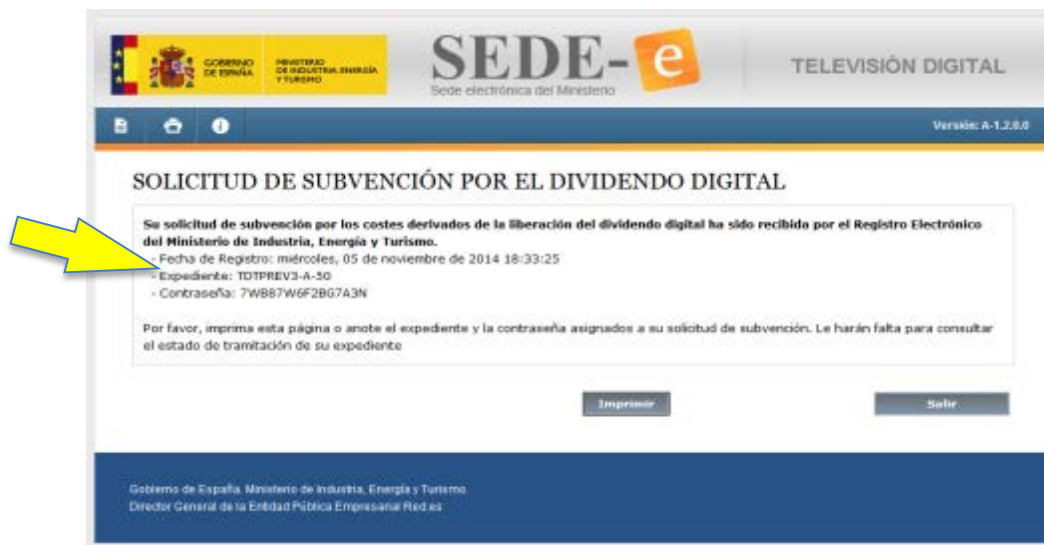 GOBIERNO
DE ESPAÑA
MINISTERIO
DE INDUSTRIA, ENERGÍA
Y TURISMO
SEDE-e
Sede electrónica del Ministerio
TELEVISIÓN DIGITAL
Versión: A-1.2.0.0
SOLICITUD DE SUBVENCIÓN POR EL DIVIDENDO DIGITAL
Su solicitud de subvención por los costes derivados de la liberación del dividendo digital ha sido recibida por el Registro Electrónico
del Ministerio de Industria, Energía y Turismo.
- Fecha de Registro: miércoles, 05 de noviembre de 2014 18:33:25
- Expediente: TDTPREV3-A-50
- Contraseña: 7WB87W6F2BG7A3N
Por favor, imprima esta página o anote el expediente y la contraseña asignados a su solicitud de subvención. Le harán falta para consultar
el estado de tramitación de su expediente
Imprimir
Salir
Gobierno de España. Ministerio de Industria, Energía y Turismo.
Director General de la Entidad Pública Empresarial Red.es